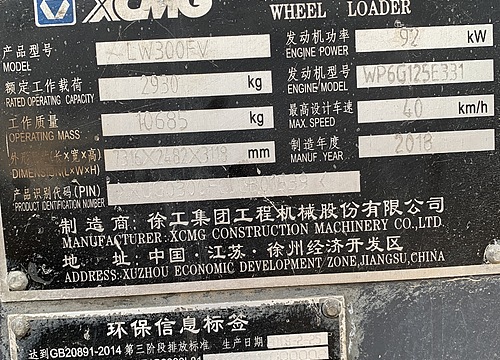 XCMG WHEEL LOADER
产品型号 LW300FV 发动机功率 92 kW
MODEL ENGINE POWER
额定工作载荷 2930 kg 发动机型号 WP6G125E331
RATED OPERATING CAPACITY ENGINE MODEL
工作质量 10685 kg 最高设计车速 40 km/h
OPERATING MASS MAX. SPEED
(长×宽×高) 7316X2482X3118 mm 制造年度 2018
DIMENSION(L×W×H) MANUF. YEAR
产品识别代码(PIN)
PRODUCT IDENTIFICATION NUMBER
制造商:徐工集团工程机械股份有限公司
MANUFACTURER:XCMG CONSTRUCTION MACHINERY CO.,LTD.
地址:中国·江苏·徐州经济开发区
ADDRESS:XUZHOU ECONOMIC DEVELOPMENT ZONE,JIANGSU,CHINA
环保信息标签
达到GB20891-2014 第三阶段排放标准 生产日期